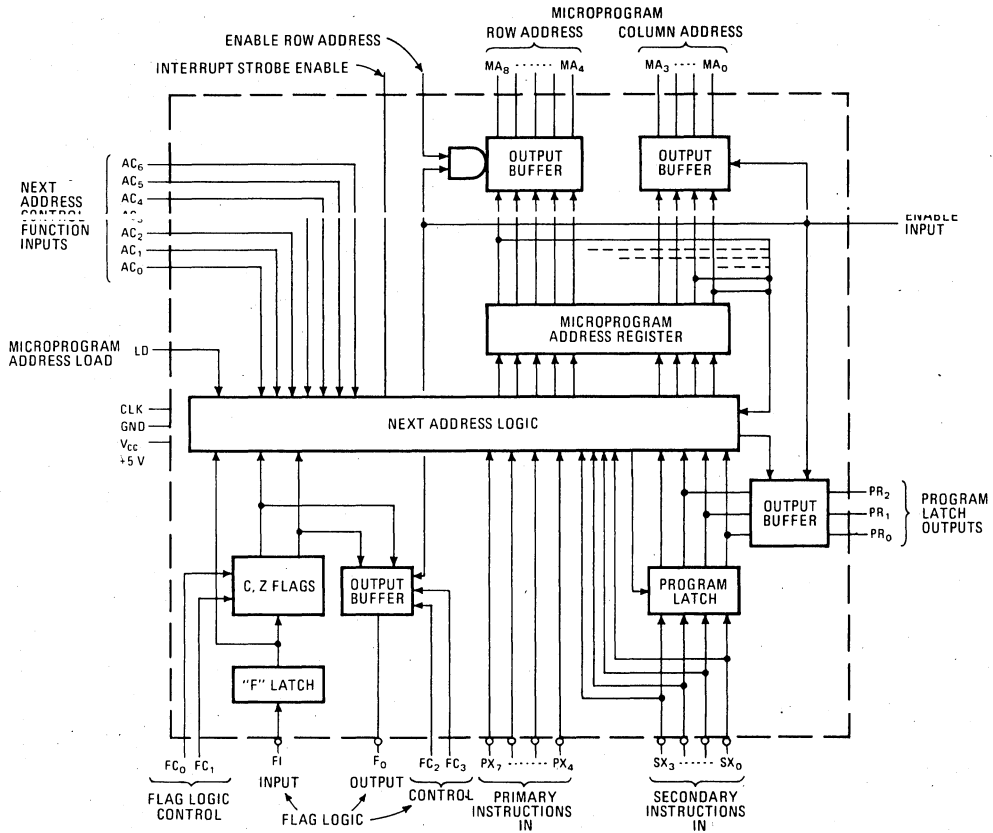 MICROPROGRAM
ROW ADDRESS COLUMN ADDRESS
ENABLE ROW ADDRESS
INTERRUPT STROBE ENABLE
MA8 ······ MA4 MA3 ···· MA0
OUTPUT BUFFER
OUTPUT BUFFER
NEXT
ADDRESS
CONTROL
FUNCTION
INPUTS
AC6
AC5
AC4
AC2
AC1
AC0
ENABLE
INPUT
MICROPROGRAM
ADDRESS REGISTER
MICROPROGRAM
ADDRESS LOAD
LD
CLK
GND
VCC
+5 V
NEXT ADDRESS LOGIC
OUTPUT
BUFFER
PR2
PR1
PR0
PROGRAM
LATCH
OUTPUTS
C, Z FLAGS
OUTPUT
BUFFER
PROGRAM
LATCH
"F" LATCH
FC0 FC1
FI
FO
FC2 FC3
PX7 ······· PX4
SX3 ······ SX0
FLAG LOGIC
CONTROL
INPUT
OUTPUT
CONTROL
FLAG LOGIC
PRIMARY
INSTRUCTIONS
IN
SECONDARY
INSTRUCTIONS
IN